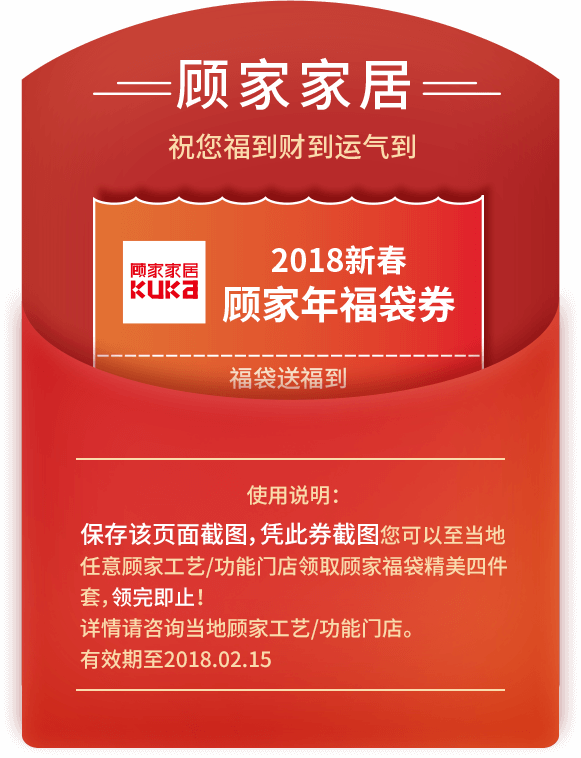 顾家家居
祝您福到财到运气到
顾家家居
KUKa
2018新春
顾家年福袋券
福袋送福到
使用说明：
保存该页面截图，凭此券截图您可以至当地
任意顾家工艺/功能门店领取顾家福袋精美四件
套，领完即止！
详情请咨询当地顾家工艺/功能门店。
有效期至2018.02.15